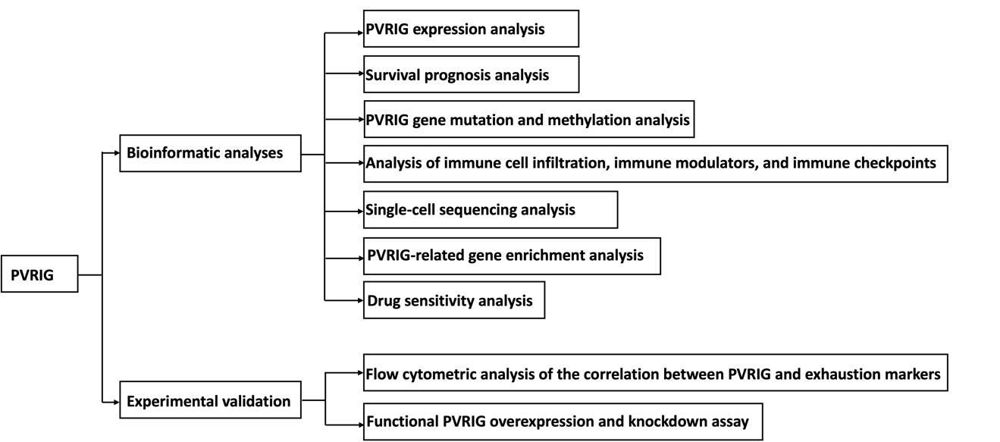 PVRIG
Bioinformatic analyses
PVRIG expression analysis
Survival prognosis analysis
PVRIG gene mutation and methylation analysis
Analysis of immune cell infiltration, immune modulators, and immune checkpoints
Single-cell sequencing analysis
PVRIG-related gene enrichment analysis
Drug sensitivity analysis
Experimental validation
Flow cytometric analysis of the correlation between PVRIG and exhaustion markers
Functional PVRIG overexpression and knockdown assay